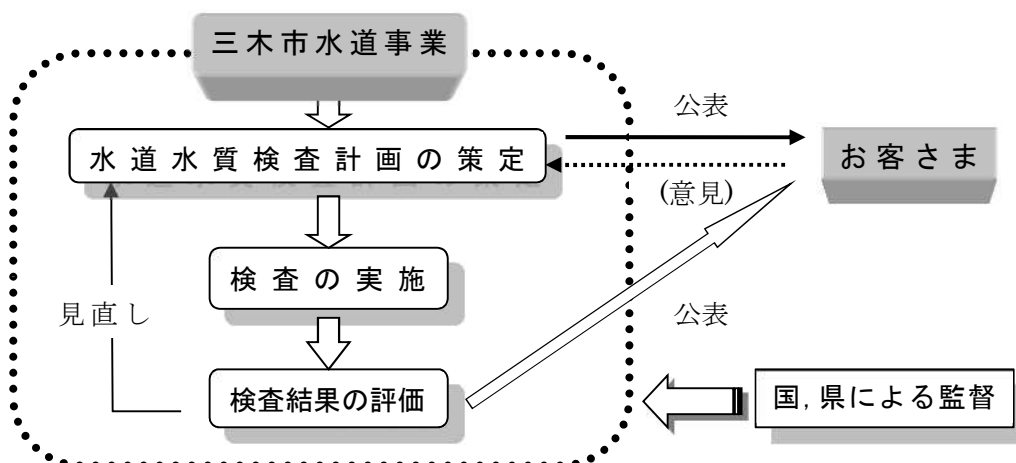 三木市水道事業
公表
水道水質検査計画の策定
お客さま
(意見)
検査の実施
見直し
公表
検査結果の評価
国,県による監督